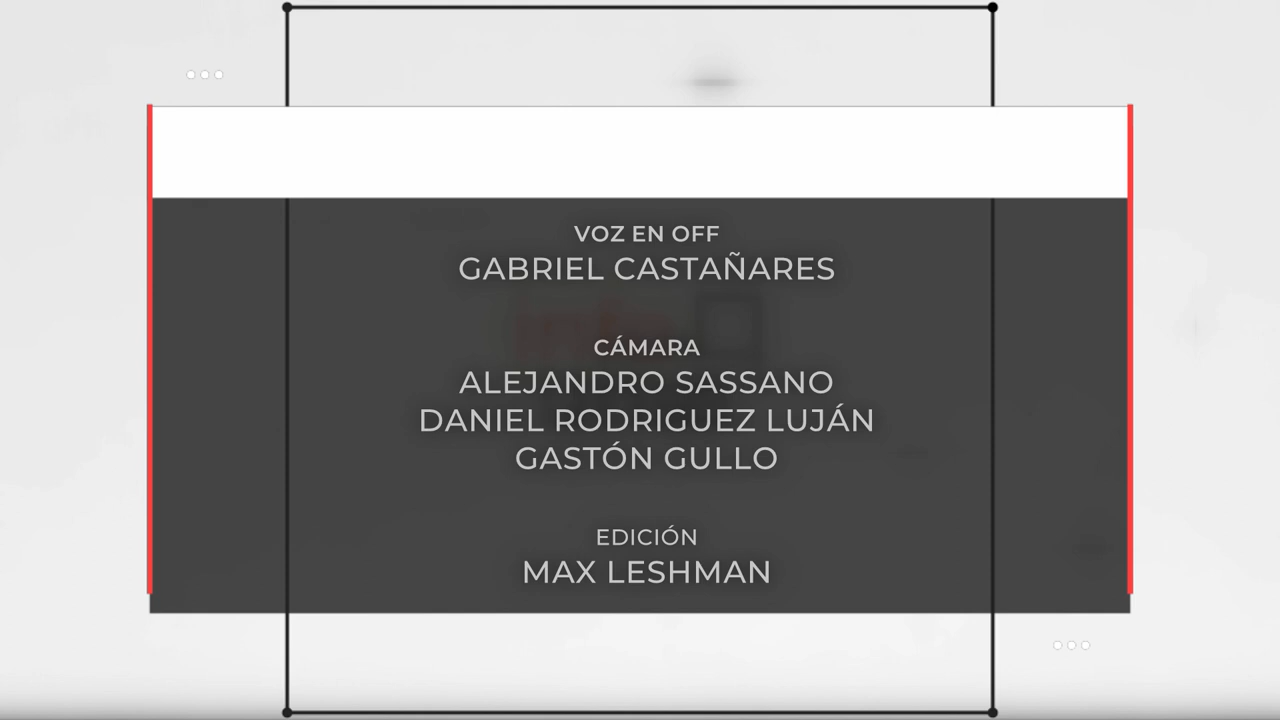 VOZ EN OFF
GABRIEL CASTAÑARES
CÁMARA
ALEJANDRO SASSANO
DANIEL RODRIGUEZ LUJÁN
GASTÓN GULLO
EDICIÓN
MAX LESHMAN